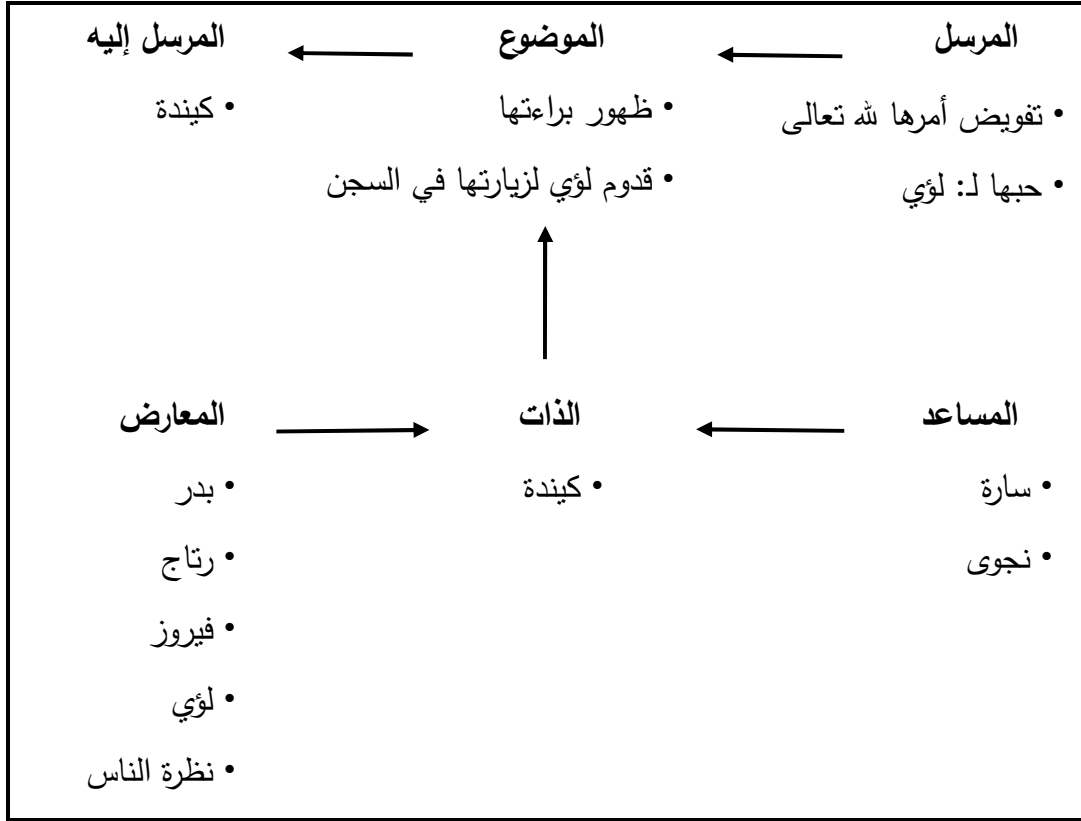 المرسل الموضوع المرسل إليه
• تفويض أمرها لله تعالى • ظهور براءتها • كيندة
• حبها لـ: لؤي • قدوم لؤي لزيارتها في السجن
المساعد الذات المعارض
• سارة • كيندة • بدر
• نجوى • رتاج
• فيروز
• لؤي
• نظرة الناس